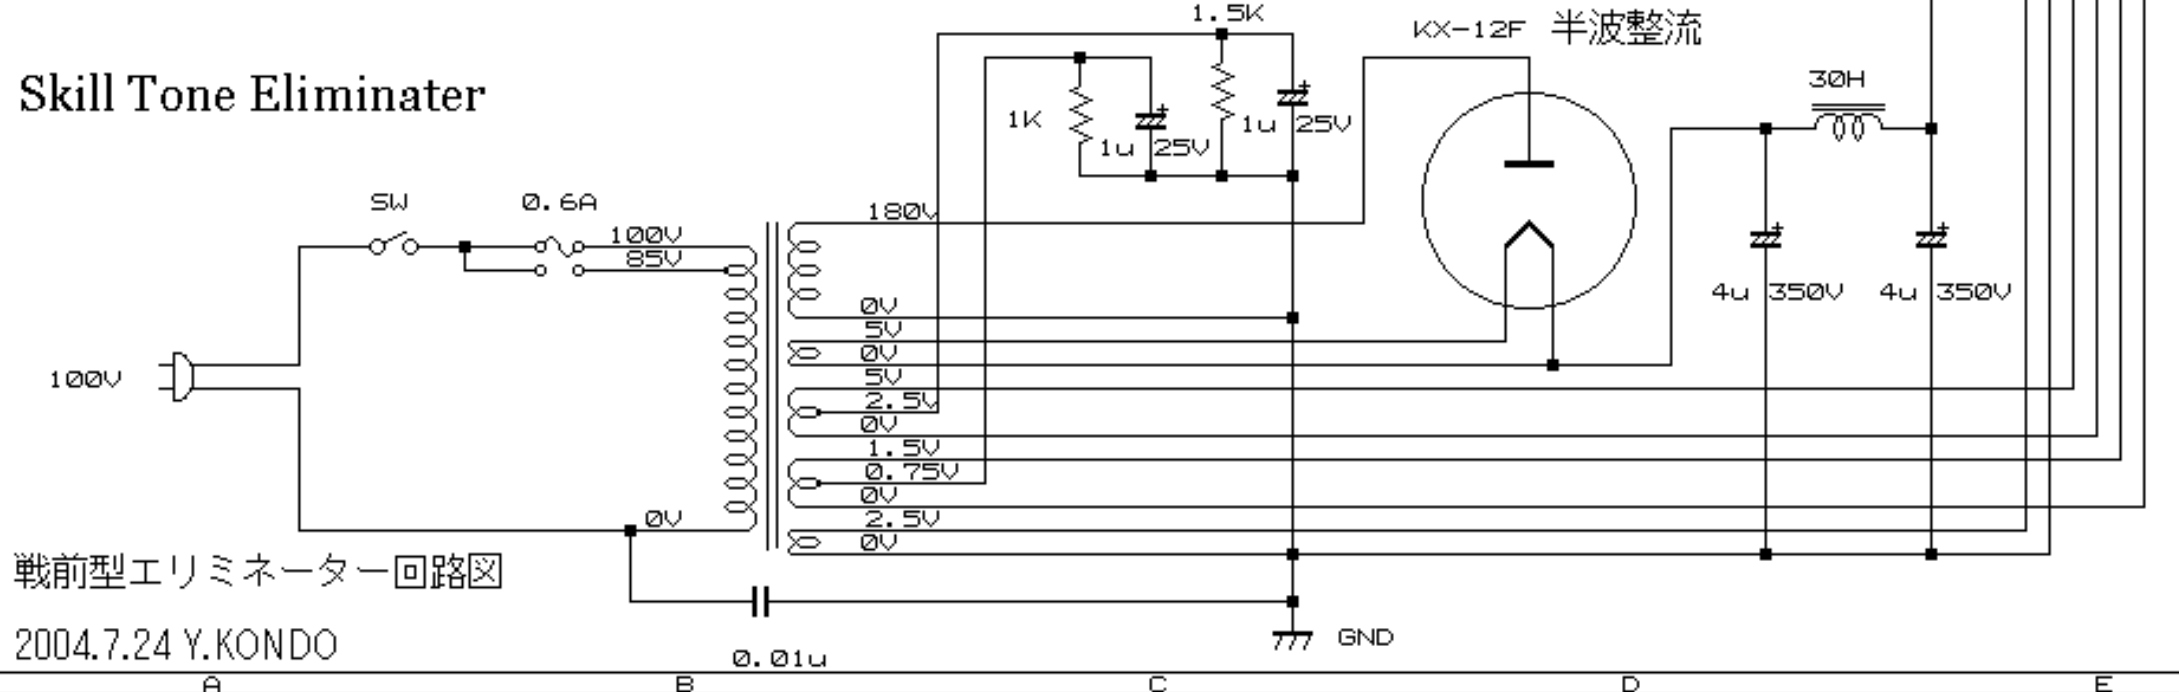 1.5K
KX-12F 半波整流
30H
Skill Tone Eliminater
1K
1u 25V
1u 25V
SW
0.6A
180V
100V
85V
4u 350V
4u 350V
0V
5V
0V
100V
5V
2.5V
0V
1.5V
0.75V
0V
0V
2.5V
0V
戦前型エリミネーター回路図
2004.7.24 Y.KONDO
GND
0.01u
A B C D E